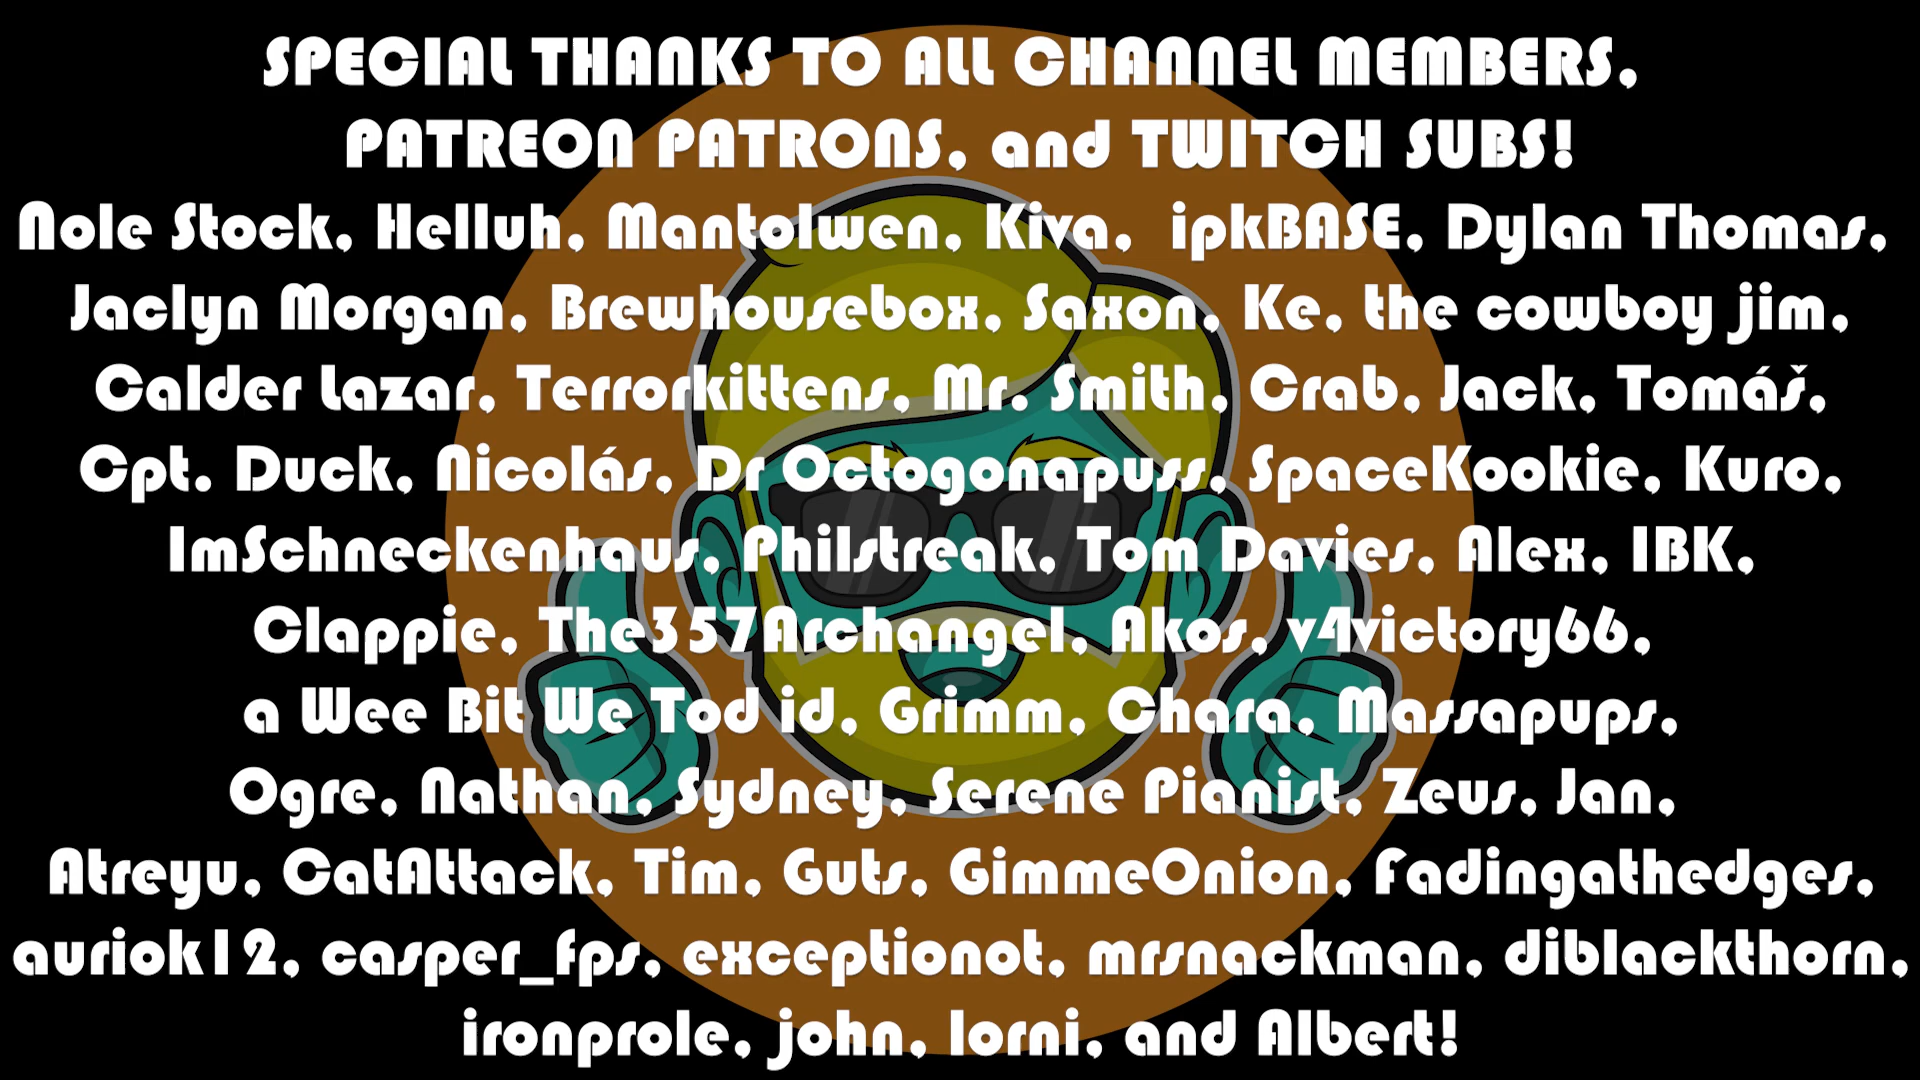 SPECIAL THANKS TO ALL CHANNEL MEMBERS,
PATREON PATRONS, and TWITCH SUBS!
Nole Stock, Helluh, Mantolwen, Kiva, ipkBASE, Dylan Thomas,
Jaclyn Morgan, Brewhousebox, Saxon, Ke, the cowboy jim,
Calder Lazar, Terrorkittens, Mr. Smith, Crab, Jack, Tomáš,
Cpt. Duck, Nicolás, Dr Octogonapuss, SpaceKookie, Kuro,
ImSchneckenhaus, Philstreak, Tom Davies, Alex, IBK,
Clappie, The357Archangel, Akos, v4victory66,
a Wee Bit We Tod id, Grimm, Chara, Massapups,
Ogre, Nathan, Sydney, Serene Pianist, Zeus, Jan,
Atreyu, CatAttack, Tim, Guts, GimmeOnion, Fadingathedges,
auriok12, casper_fps, exceptionot, mrsnackman, diblackthorn,
ironprole, john, lorni, and Albert!